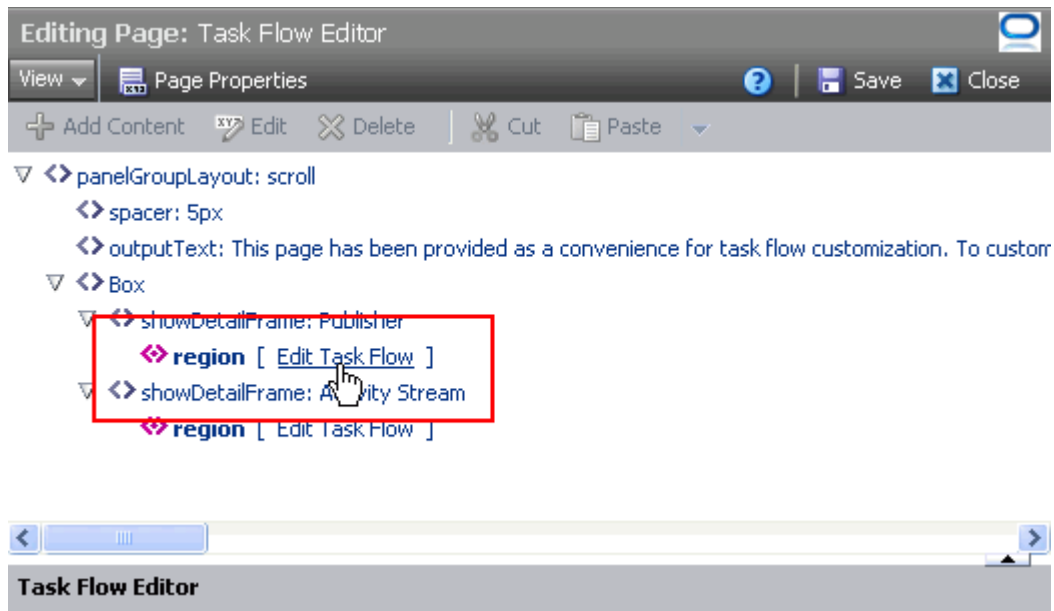 Editing Page: Task Flow Editor
View Page Properties Save Close
Add Content Edit Delete Cut Paste
panelGroupLayout: scroll
spacer: 5px
outputText: This page has been provided as a convenience for task flow customization. To custom
Box
showDetailFrame: Publisher
region [ Edit Task Flow ]
showDetailFrame: Activity Stream
region [ Edit Task Flow ]
Task Flow Editor